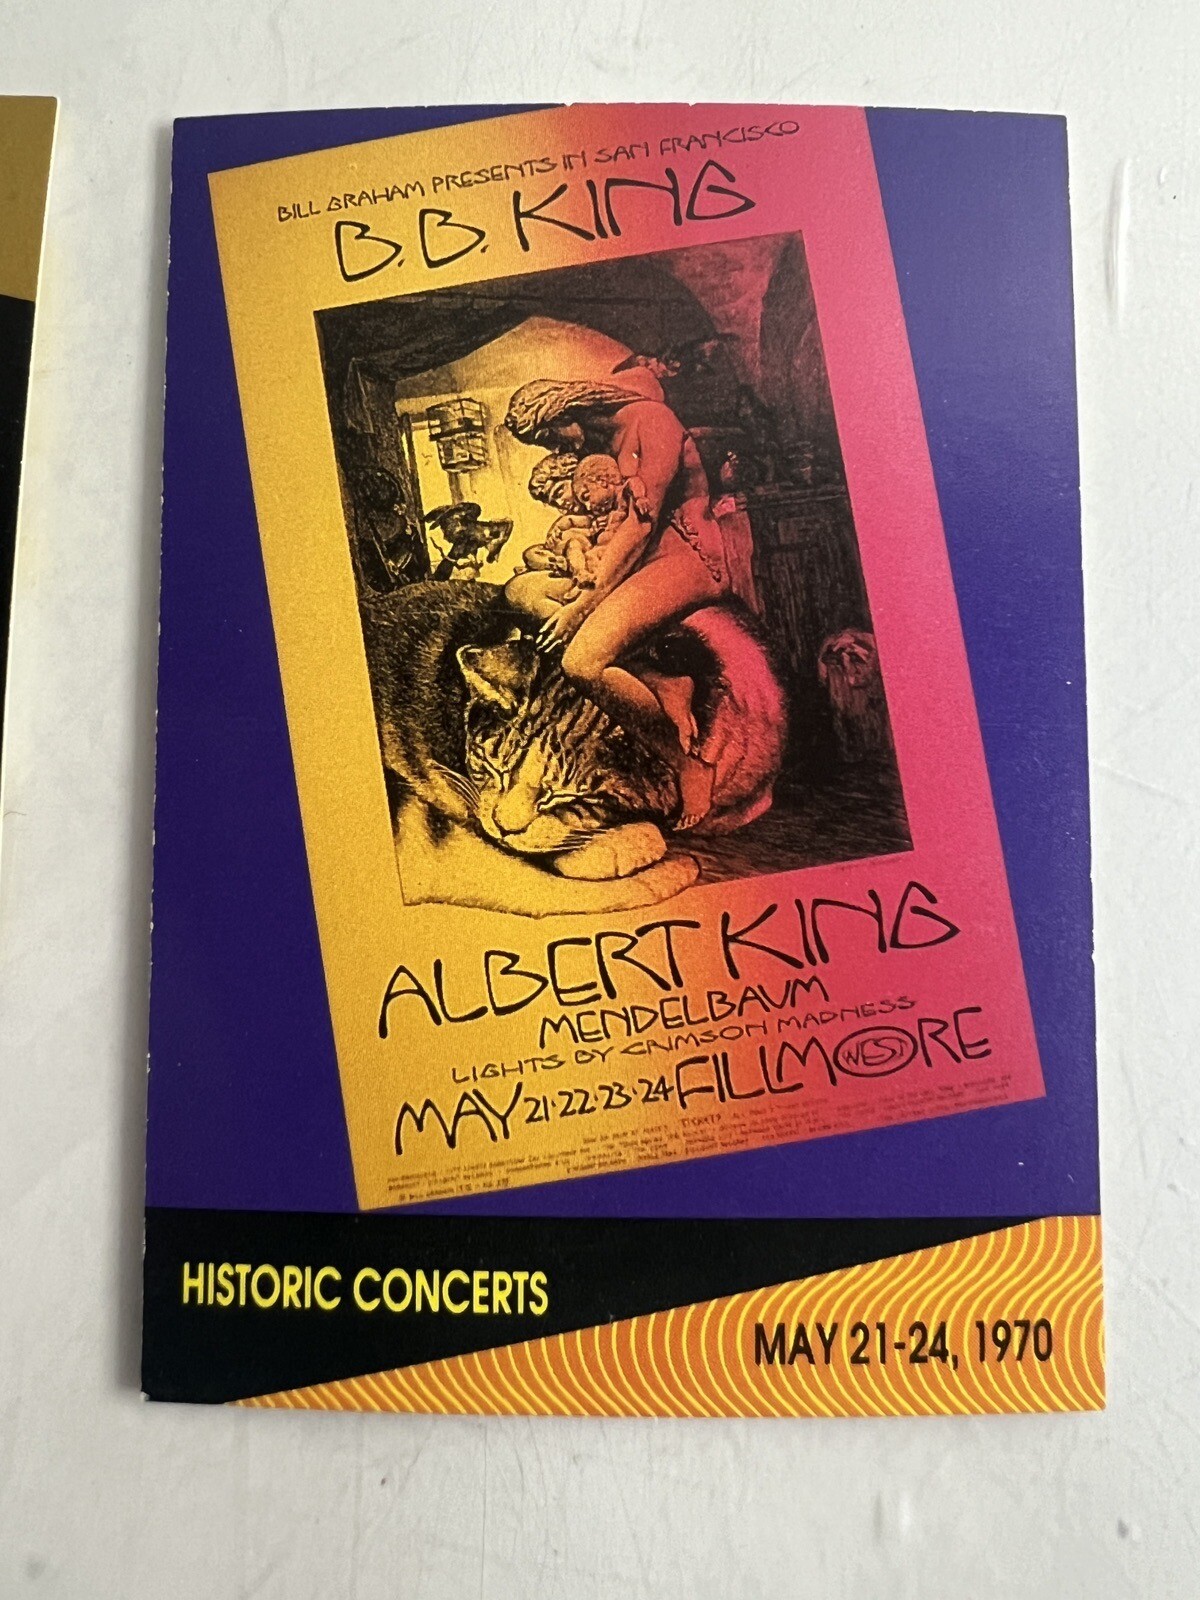 BILL GRAHAM PRESENTS IN SAN FRANCISCO
B.B. KING
ALBERT KING
MENDELBAUM
LIGHTS BY CRIMSON MADNESS
MAY 21·22·23·24 FILLMORE WEST
TICKETS
HISTORIC CONCERTS
MAY 21-24, 1970